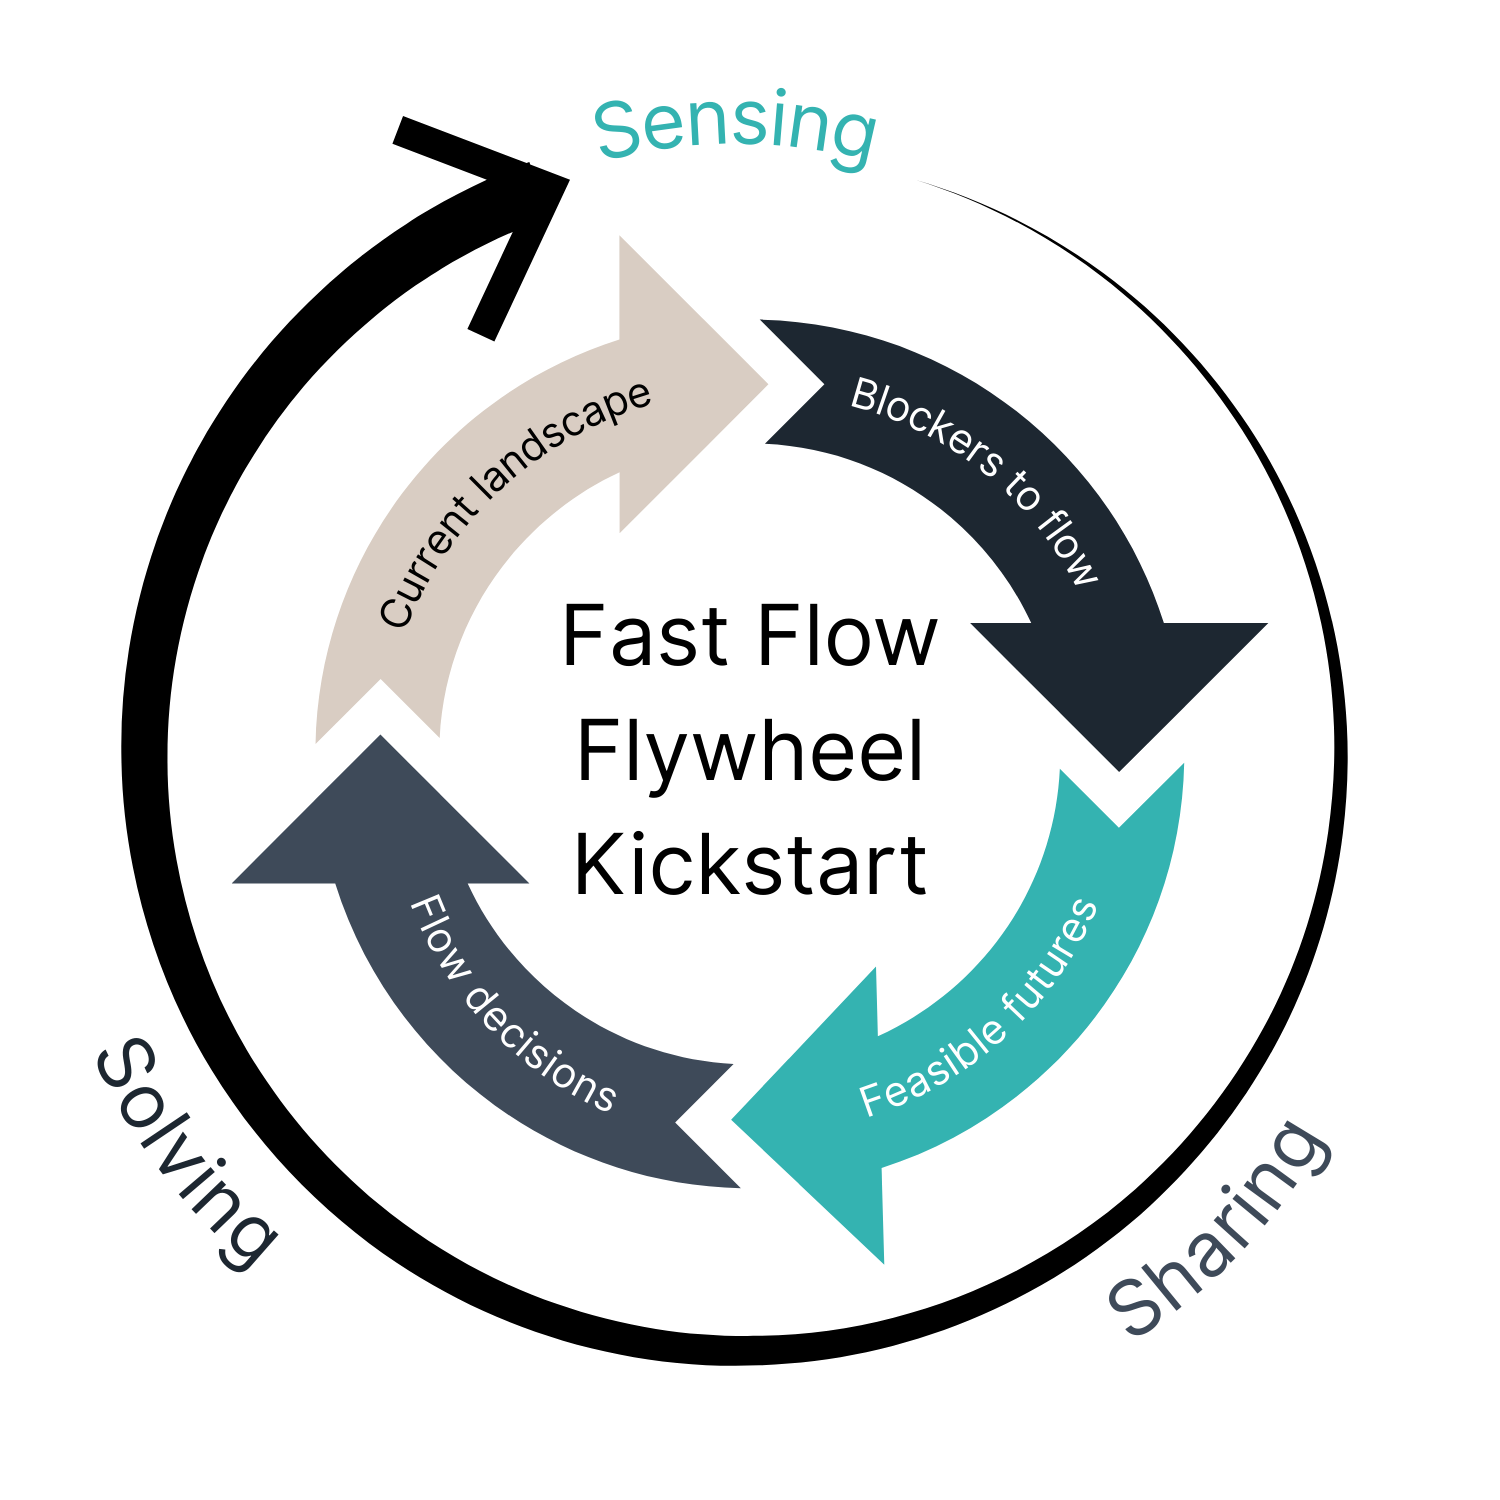 Sensing
Current landscape
Blockers to flow
Fast Flow
Flywheel
Kickstart
Flow decisions
Feasible futures
Solving
Sharing